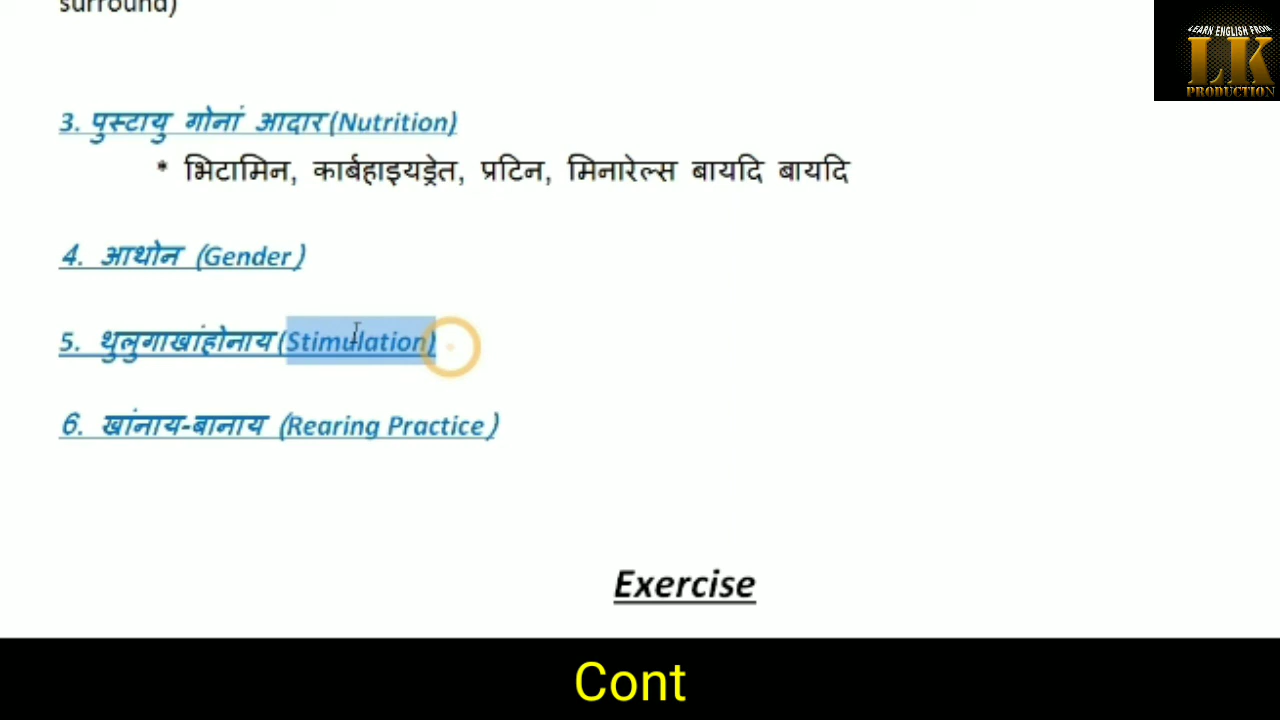 surround)
LEARN ENGLISH FROM
LK
PRODUCTION
3. पुस्टायु गोनां आदार(Nutrition)
* भिटामिन, कार्बहाइयड्रेत, प्रटिन, मिनारेल्स बायदि बायदि
4. आथोन (Gender)
5. थुलुगाखांहोनाय(Stimulation)
6. खांनाय-बानाय (Rearing Practice)
Exercise
Cont